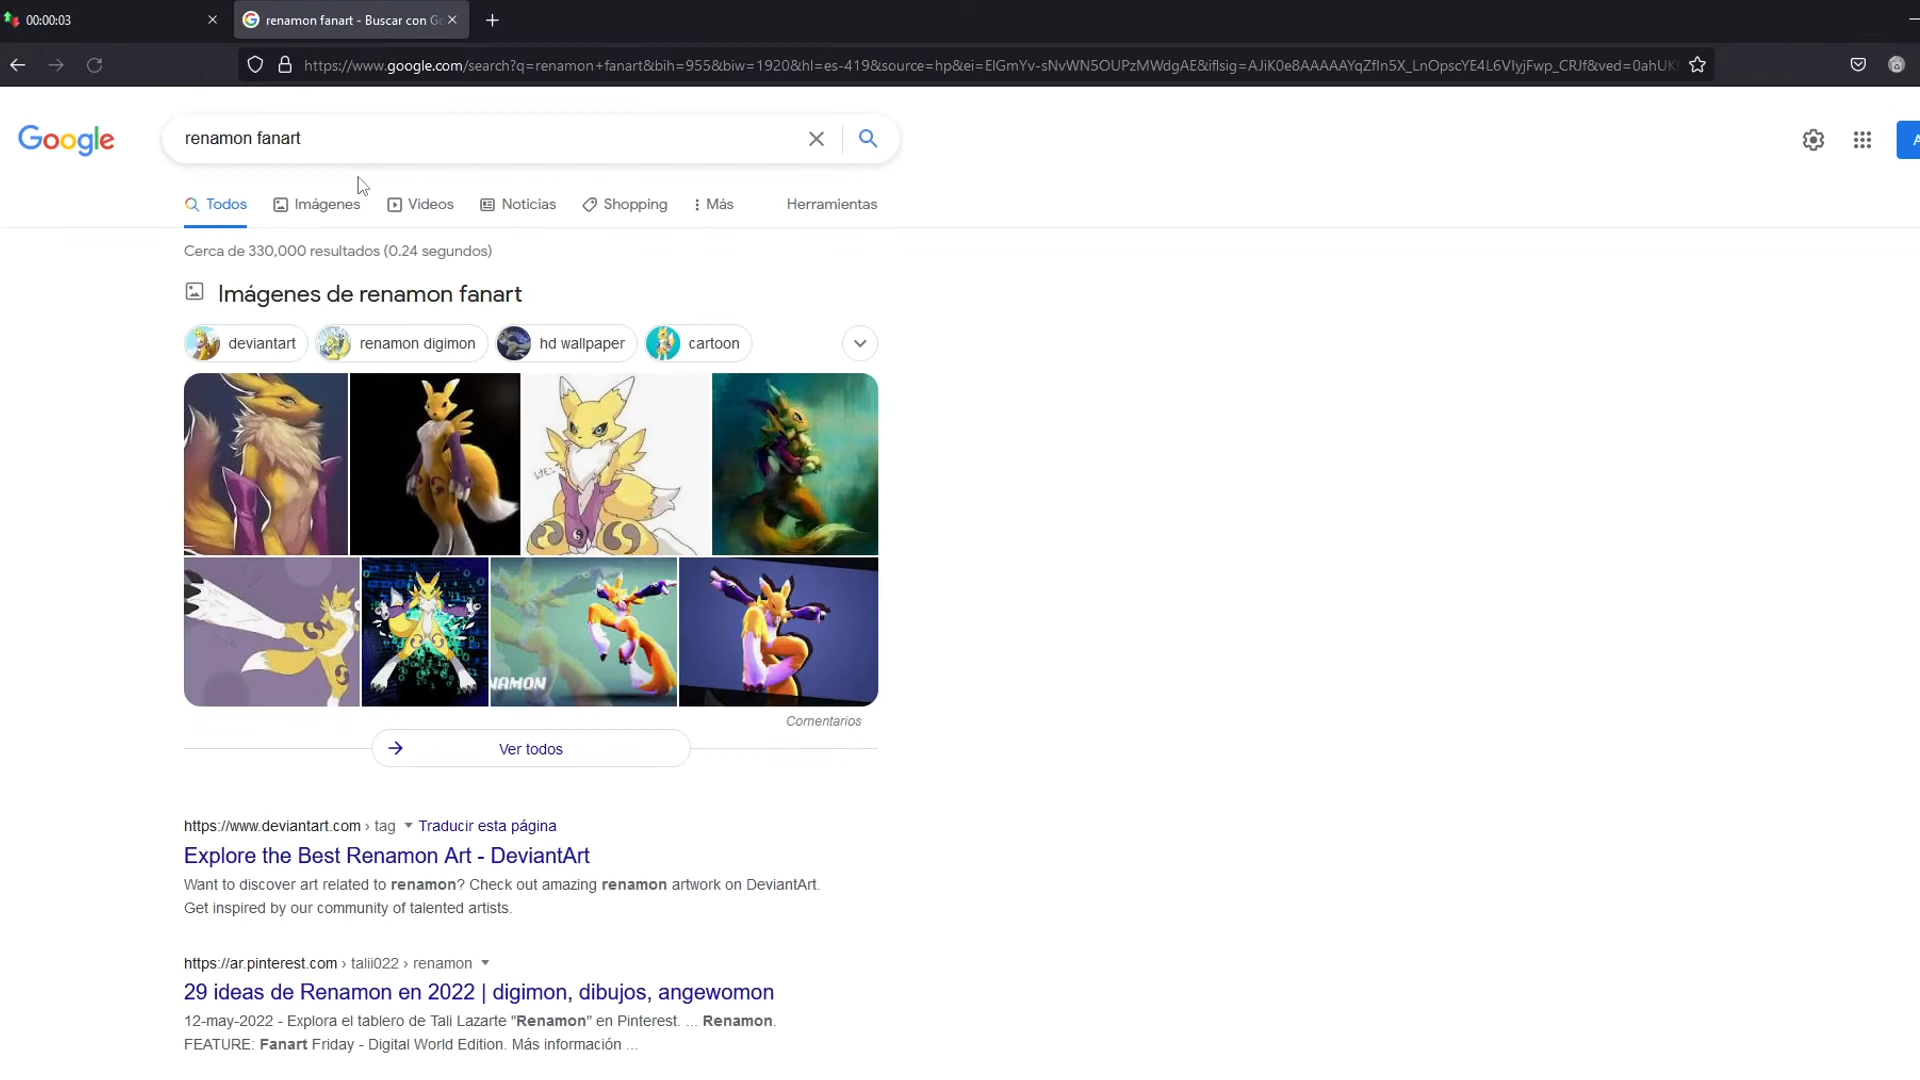 00:00:03
renamon fanart - Buscar con Go
https://www.google.com/search?q=renamon+fanart&bih=955&biw=1920&hl=es-419&source=hp&ei=ElGmYv-sNvWN5OUPzMWdgAE&iflsig=AJiK0e8AAAAAYqZfIn5X_LnOpscYE4L6VIyjFwp_CRJf&ved=0ahUK
Google
renamon fanart
Todos
Imágenes
Videos
Noticias
Shopping
Más
Herramientas
Cerca de 330,000 resultados (0.24 segundos)
Imágenes de renamon fanart
deviantart
renamon digimon
hd wallpaper
cartoon
NAMON
Comentarios
Ver todos
https://www.deviantart.com › tag
Traducir esta página
Explore the Best Renamon Art - DeviantArt
Want to discover art related to renamon? Check out amazing renamon artwork on DeviantArt.
Get inspired by our community of talented artists.
https://ar.pinterest.com › talii022 › renamon
29 ideas de Renamon en 2022 | digimon, dibujos, angewomon
12-may-2022 - Explora el tablero de Tali Lazarte "Renamon" en Pinterest. ... Renamon.
FEATURE: Fanart Friday - Digital World Edition. Más información ...